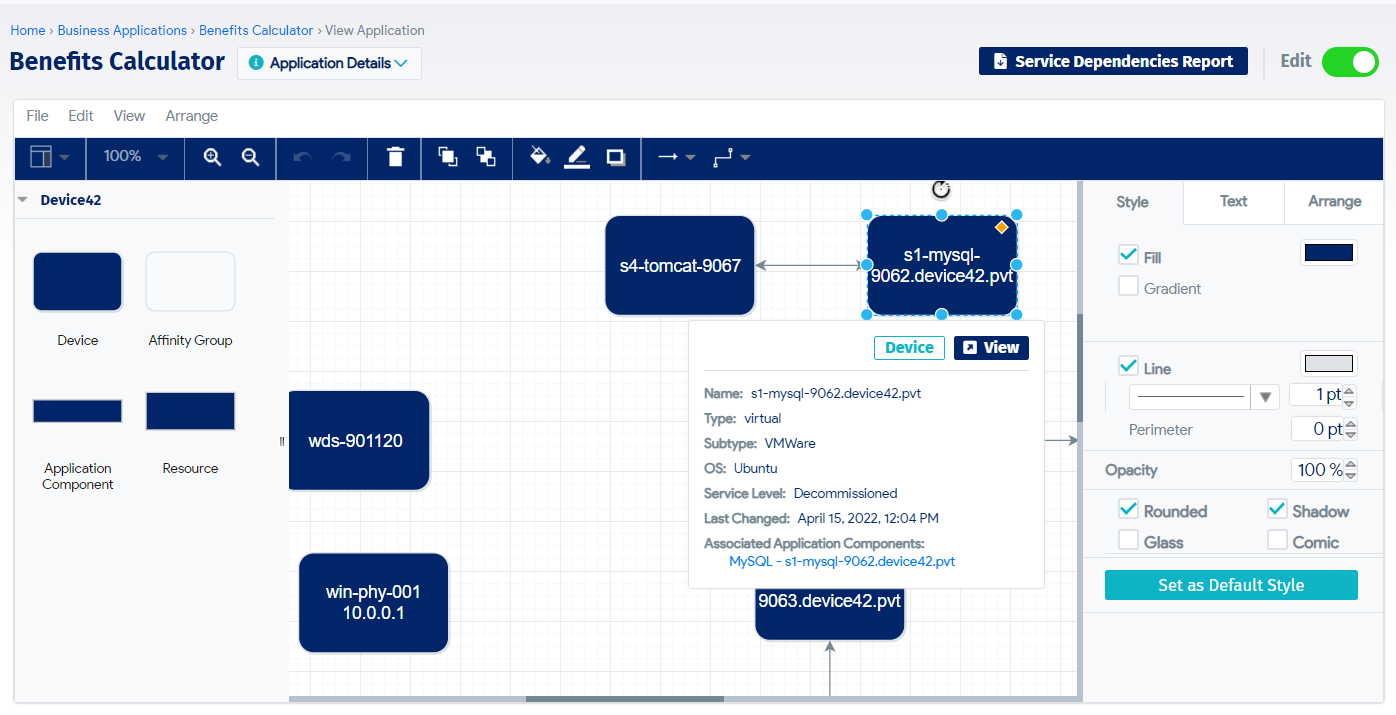 Home › Business Applications › Benefits Calculator › View Application
Benefits Calculator
Application Details
Service Dependencies Report
Edit
File Edit View Arrange
100%
Device42
Device
Affinity Group
Application
Component
Resource
s4-tomcat-9067
s1-mysql-
9062.device42.pvt
wds-901120
win-phy-001
10.0.0.1
Device
View
Name: s1-mysql-9062.device42.pvt
Type: virtual
Subtype: VMWare
OS: Ubuntu
Service Level: Decommissioned
Last Changed: April 15, 2022, 12:04 PM
Associated Application Components:
MySQL - s1-mysql-9062.device42.pvt
9063.device42.pvt
Style Text Arrange
Fill
Gradient
Line
1 pt
Perimeter 0 pt
Opacity 100 %
Rounded Shadow
Glass Comic
Set as Default Style